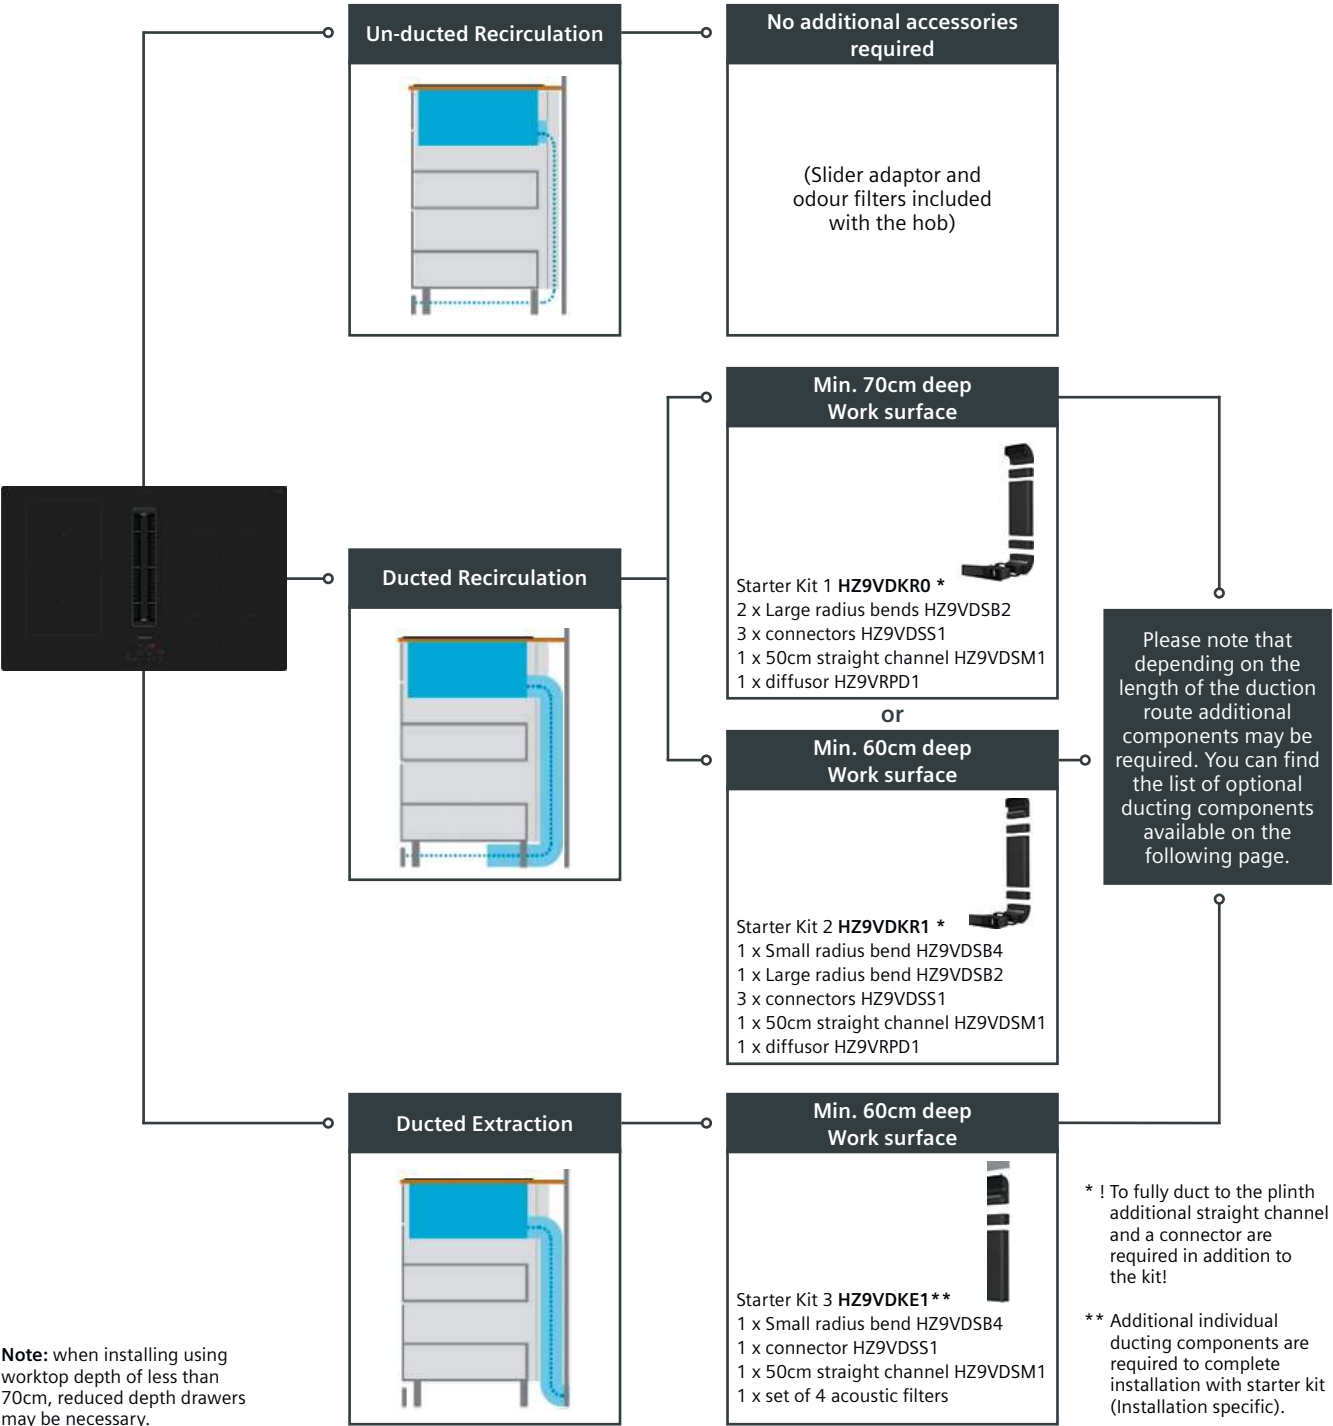 Un-ducted Recirculation
No additional accessories
required
(Slider adaptor and
odour filters included
with the hob)
Ducted Recirculation
Min. 70cm deep
Work surface
Starter Kit 1 HZ9VDKR0 *
2 x Large radius bends HZ9VDSB2
3 x connectors HZ9VDSS1
1 x 50cm straight channel HZ9VDSM1
1 x diffusor HZ9VRPD1
or
Min. 60cm deep
Work surface
Starter Kit 2 HZ9VDKR1 *
1 x Small radius bend HZ9VDSB4
1 x Large radius bend HZ9VDSB2
3 x connectors HZ9VDSS1
1 x 50cm straight channel HZ9VDSM1
1 x diffusor HZ9VRPD1
Please note that
depending on the
length of the duction
route additional
components may be
required. You can find
the list of optional
ducting components
available on the
following page.
Ducted Extraction
Min. 60cm deep
Work surface
Starter Kit 3 HZ9VDKE1**
1 x Small radius bend HZ9VDSB4
1 x connector HZ9VDSS1
1 x 50cm straight channel HZ9VDSM1
1 x set of 4 acoustic filters
* ! To fully duct to the plinth
additional straight channel
and a connector are
required in addition to
the kit!
** Additional individual
ducting components are
required to complete
installation with starter kit
(Installation specific).
Note: when installing using
worktop depth of less than
70cm, reduced depth drawers
may be necessary.